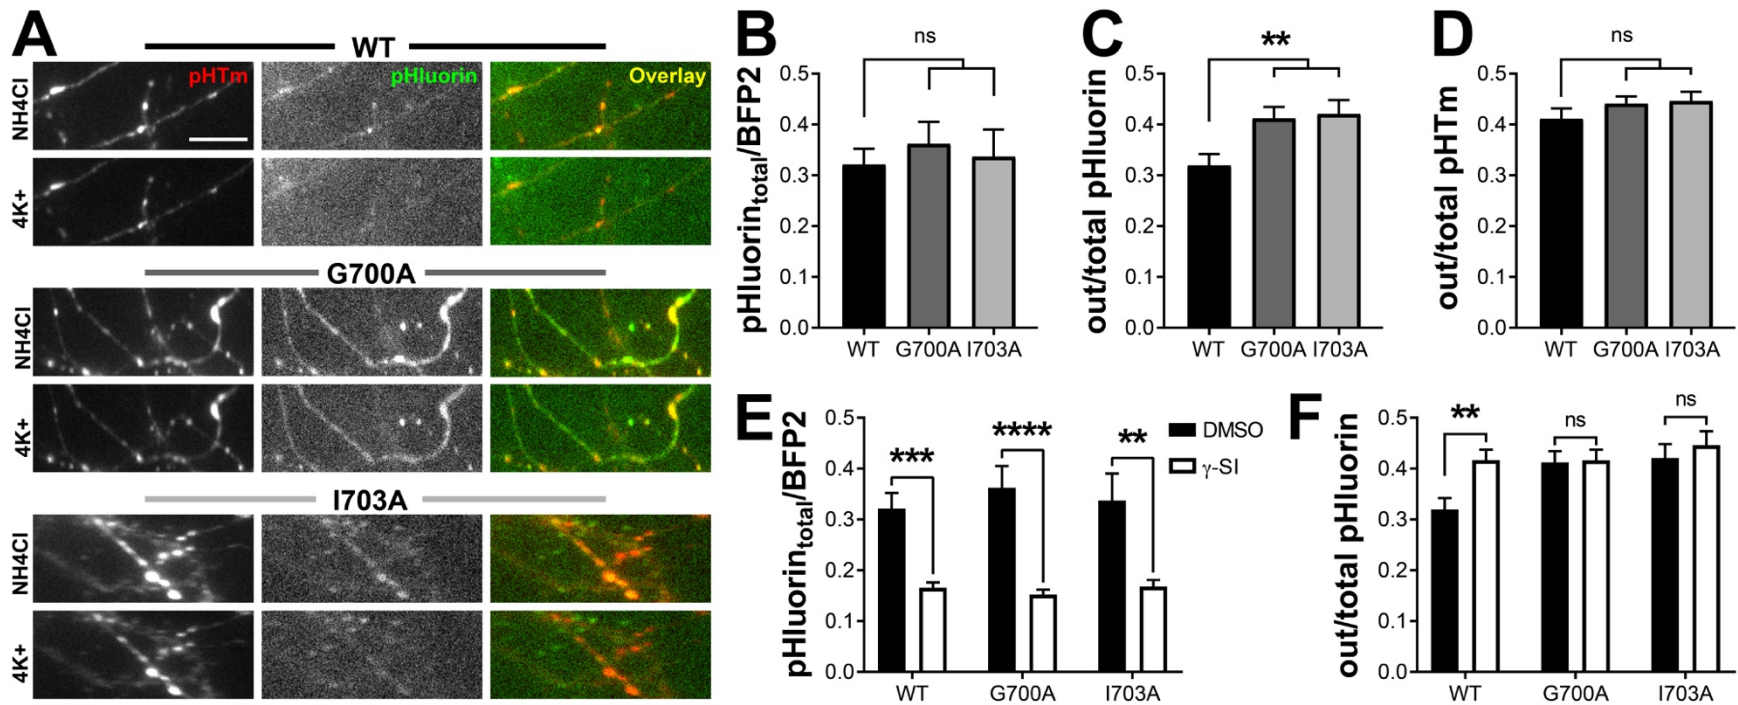 A
WT
pHTm
pHluorin
Overlay
NH4Cl
4K+
G700A
NH4Cl
4K+
I703A
NH4Cl
4K+
B
ns
pHluorintotal/BFP2
0.5
0.4
0.3
0.2
0.1
0.0
WT G700A I703A
C
**
out/total pHluorin
0.5
0.4
0.3
0.2
0.1
0.0
WT G700A I703A
D
ns
out/total pHTm
0.5
0.4
0.3
0.2
0.1
0.0
WT G700A I703A
E
pHluorintotal/BFP2
0.5
0.4
0.3
0.2
0.1
0.0
***
****
**
DMSO
γ-SI
WT G700A I703A
F
out/total pHluorin
0.5
0.4
0.3
0.2
0.1
0.0
**
ns
ns
WT G700A I703A